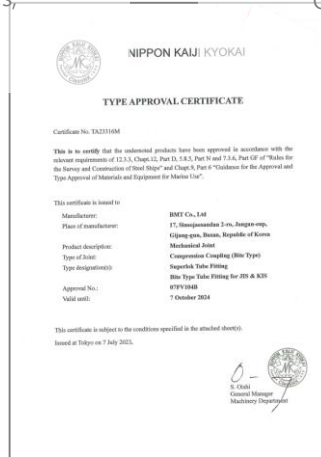 NIPPON KAIJI KYOKAI
TYPE APPROVAL CERTIFICATE
Certificate No. TA23316M
This is to certify that the undernoted products have been approved in accordance with the
relevant requirements of 12.3.3, Chapt.12, Part D, 5.8.5, Part N and 7.3.6, Part GF of "Rules for
the Survey and Construction of Steel Ships" and Chapt.9, Part 6 "Guidance for the Approval and
Type Approval of Materials and Equipment for Marine Use".
This certificate is issued to
Manufacturer: BMT Co., Ltd
Place of manufacturer: 17, Sinsojaesandan 2-ro, Jangan-eup,
Gijang-gun, Busan, Republic of Korea
Product description: Mechanical Joint
Type of Joint: Compression Coupling (Bite Type)
Type designation(s): Superlok Tube Fitting
Bite Type Tube Fitting for JIS & KIS
Approval No.: 07FV104B
Valid until: 7 October 2024
This certificate is subject to the conditions specified in the attached sheet(s).
Issued at Tokyo on 7 July 2023.
S. Oishi
General Manager
Machinery Department